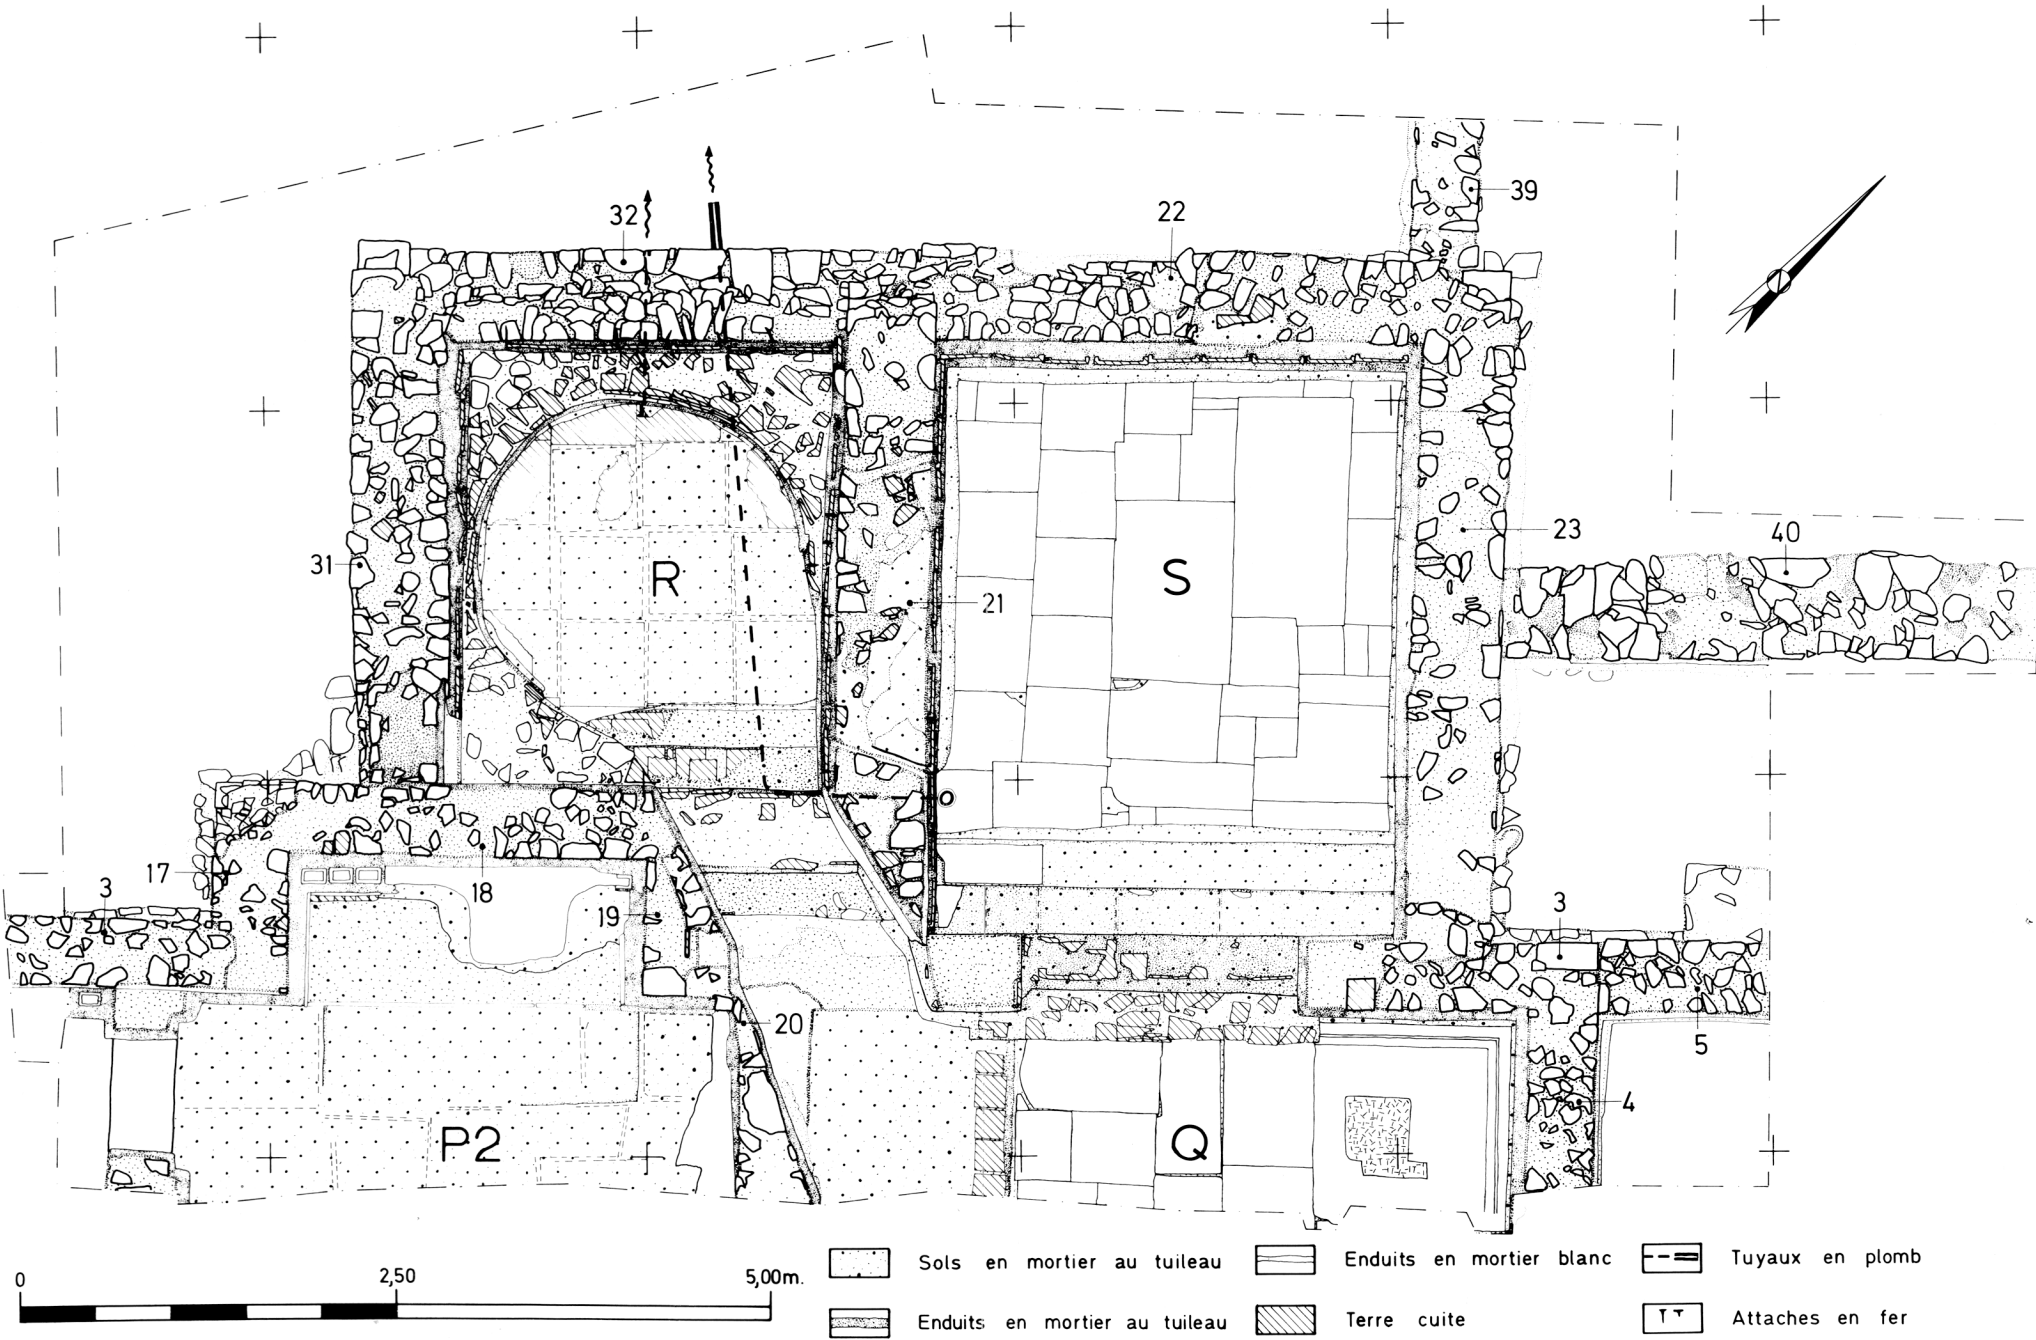 39
32
22
23
40
31
R
S
21
17
3
18
19
3
20
5
4
P2
Q
0 2,50 5,00m.
Sols en mortier au tuileau
Enduits en mortier blanc
Tuyaux en plomb
Enduits en mortier au tuileau
Terre cuite
Attaches en fer